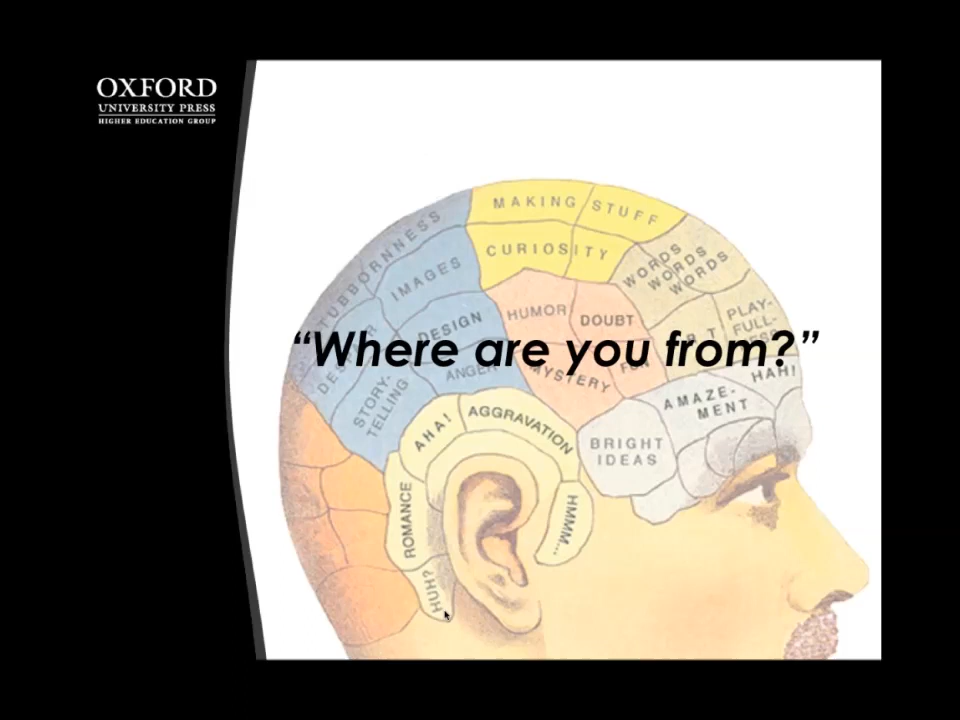 OXFORD
UNIVERSITY PRESS
HIGHER EDUCATION GROUP
MAKING STUFF
STUBBORNNESS
CURIOSITY
WORDS
WORDS
WORDS
IMAGES
HUMOR
DOUBT
PLAY-
FULL-
DESIGN
“Where are you from?”
ANGER
MYSTERY
HAH!
STORY-
TELLING
AMAZE-
MENT
AHA!
AGGRAVATION
BRIGHT
IDEAS
ROMANCE
HMMM...
HUH?